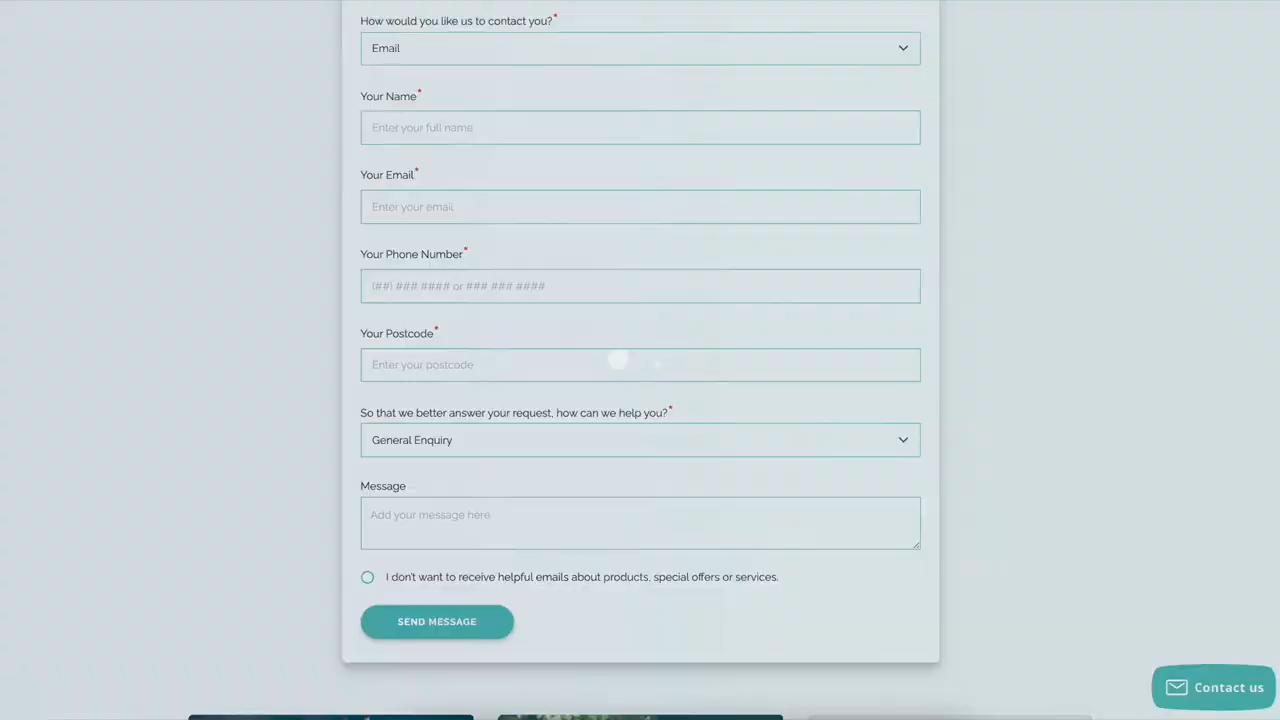 How would you like us to contact you?*
Email
Your Name*
Enter your full name
Your Email*
Enter your email
Your Phone Number*
(##) ### #### or ### ### ####
Your Postcode*
Enter your postcode
So that we better answer your request, how can we help you?*
General Enquiry
Message
Add your message here
I don't want to receive helpful emails about products, special offers or services.
SEND MESSAGE
Contact us